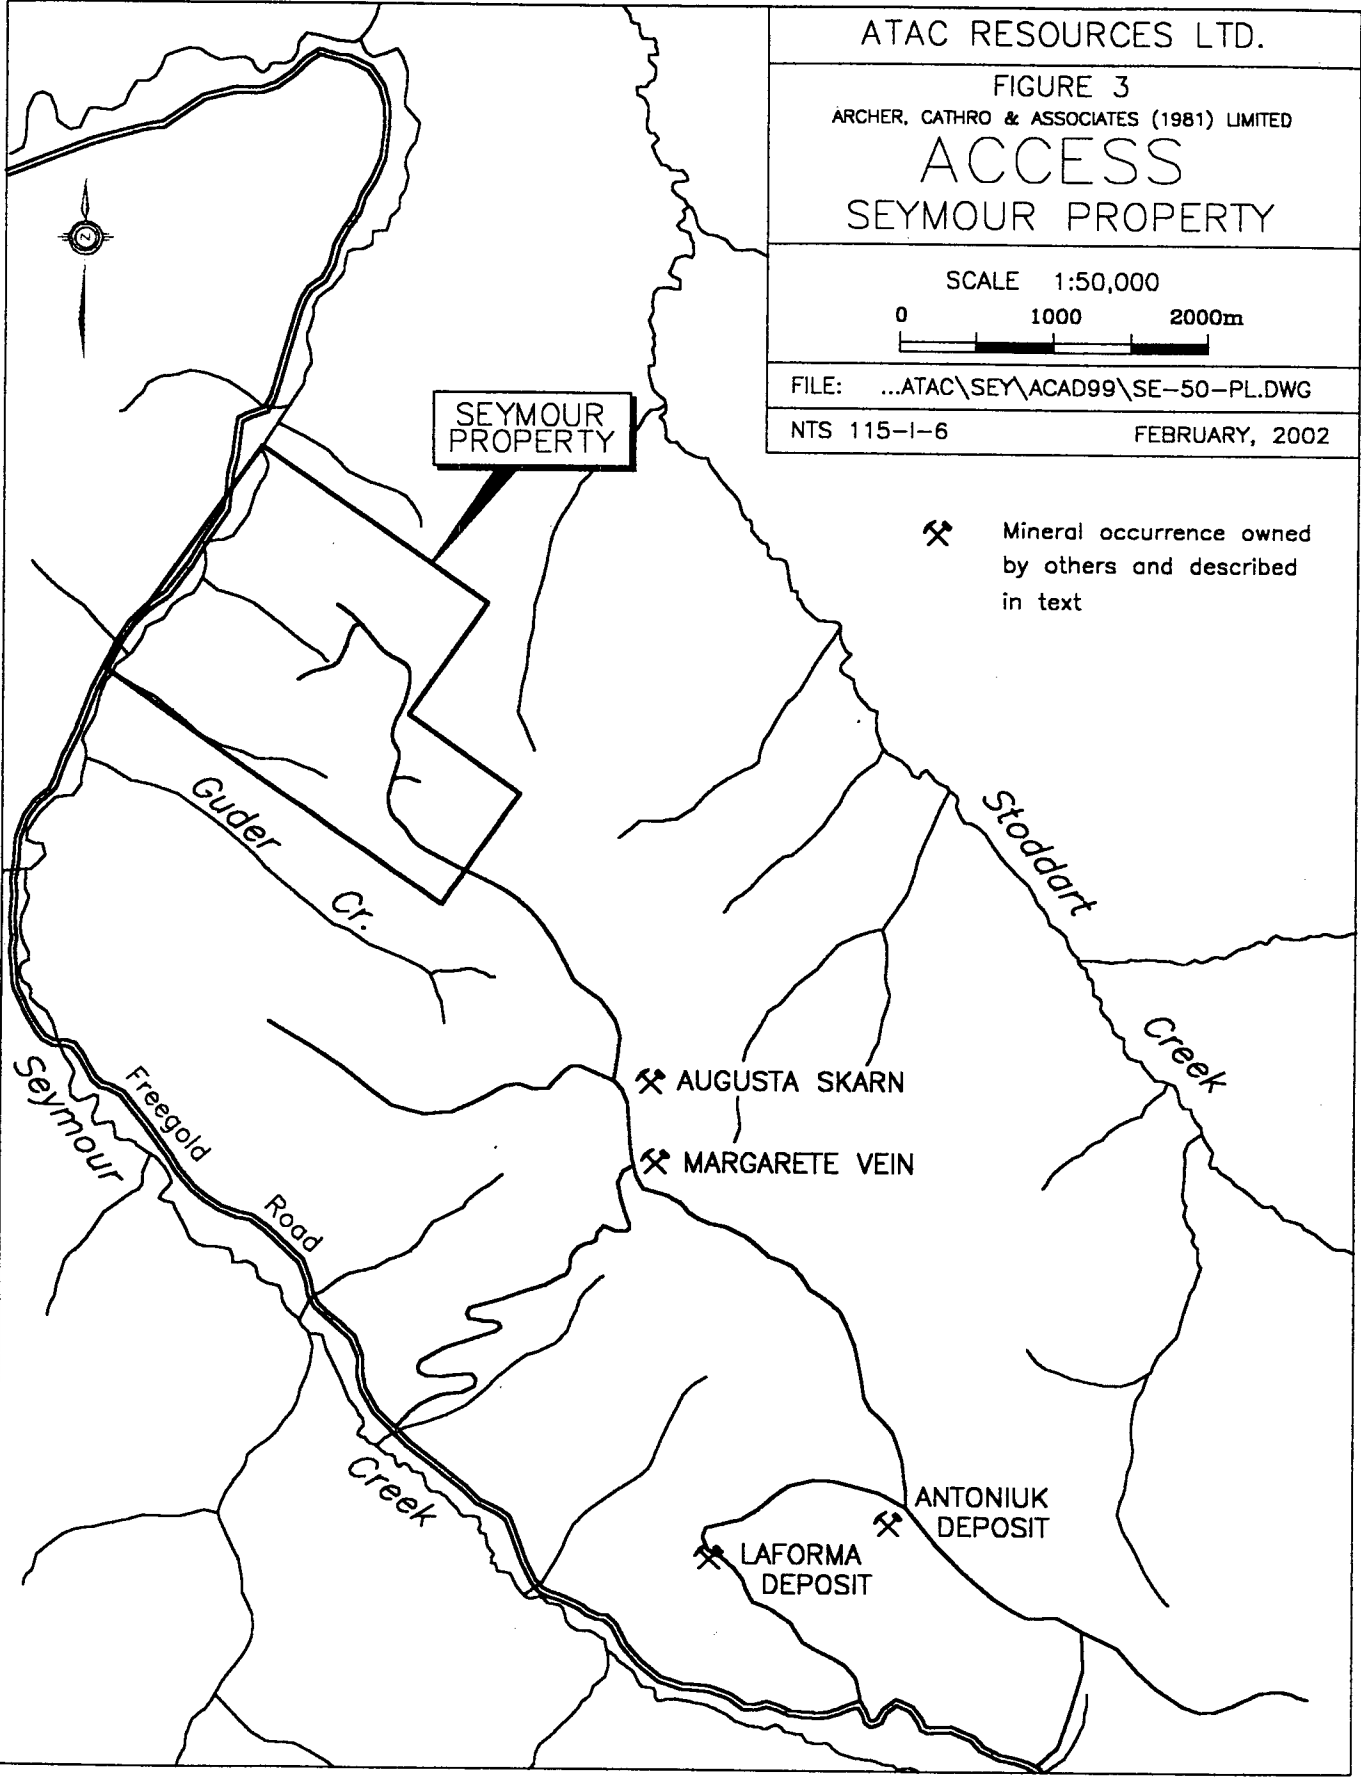 ATAC RESOURCES LTD.
FIGURE 3
ARCHER, CATHRO & ASSOCIATES (1981) LIMITED
ACCESS
SEYMOUR PROPERTY
SCALE 1:50,000
0 1000 2000m
FILE: ...ATAC\SEY\ACAD99\SE-50-PL.DWG
NTS 115-I-6 FEBRUARY, 2002
N
SEYMOUR
PROPERTY
Mineral occurrence owned
by others and described
in text
Guder
Cr.
Stoddart
Creek
AUGUSTA SKARN
MARGARETE VEIN
Seymour
Freegold
Road
Creek
ANTONIUK
DEPOSIT
LAFORMA
DEPOSIT